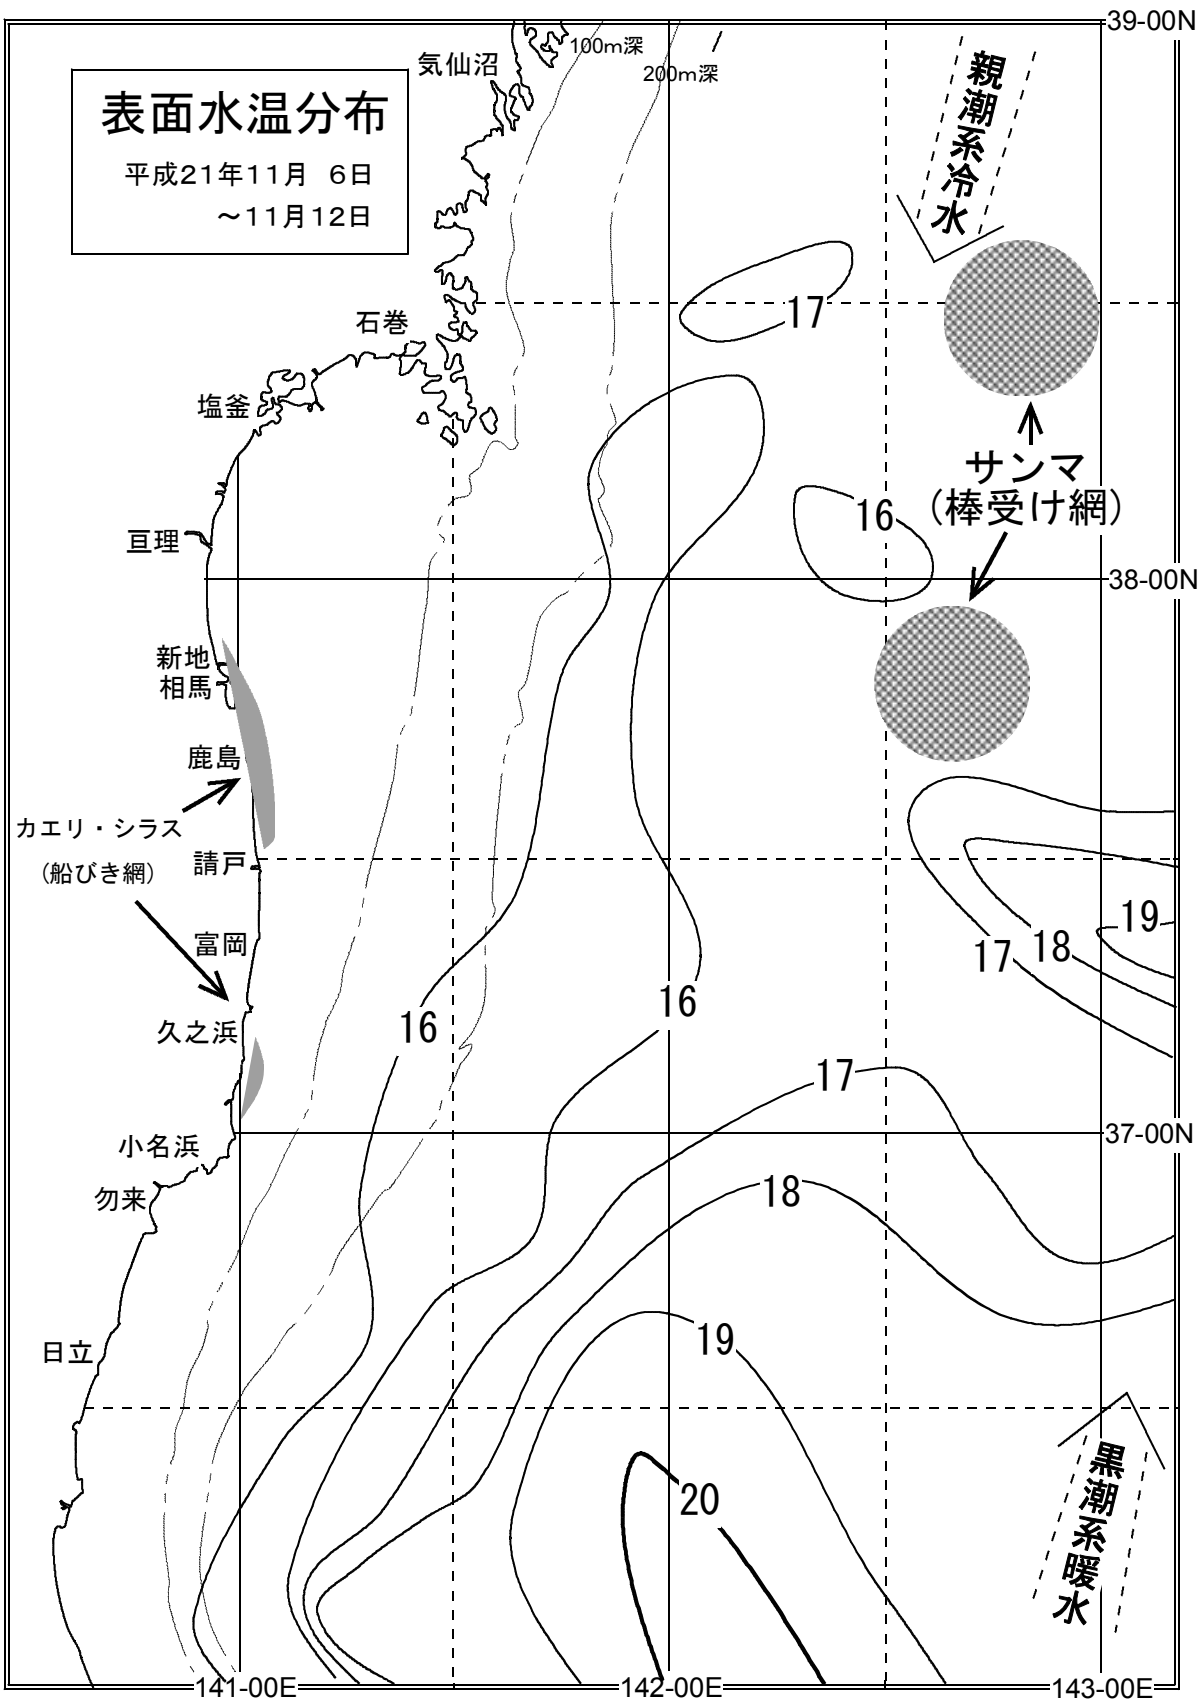 39-00N
100m深
気仙沼
200m深
表面水温分布
平成21年11月 6日
～11月12日
親潮系冷水
17
石巻
塩釜
サンマ
(棒受け網)
16
亘理
38-00N
新地
相馬
鹿島
カエリ・シラス
(船びき網)
請戸
19
富岡
18
17
16
16
久之浜
17
37-00N
小名浜
18
勿来
19
日立
20
黒潮系暖水
141-00E
142-00E
143-00E